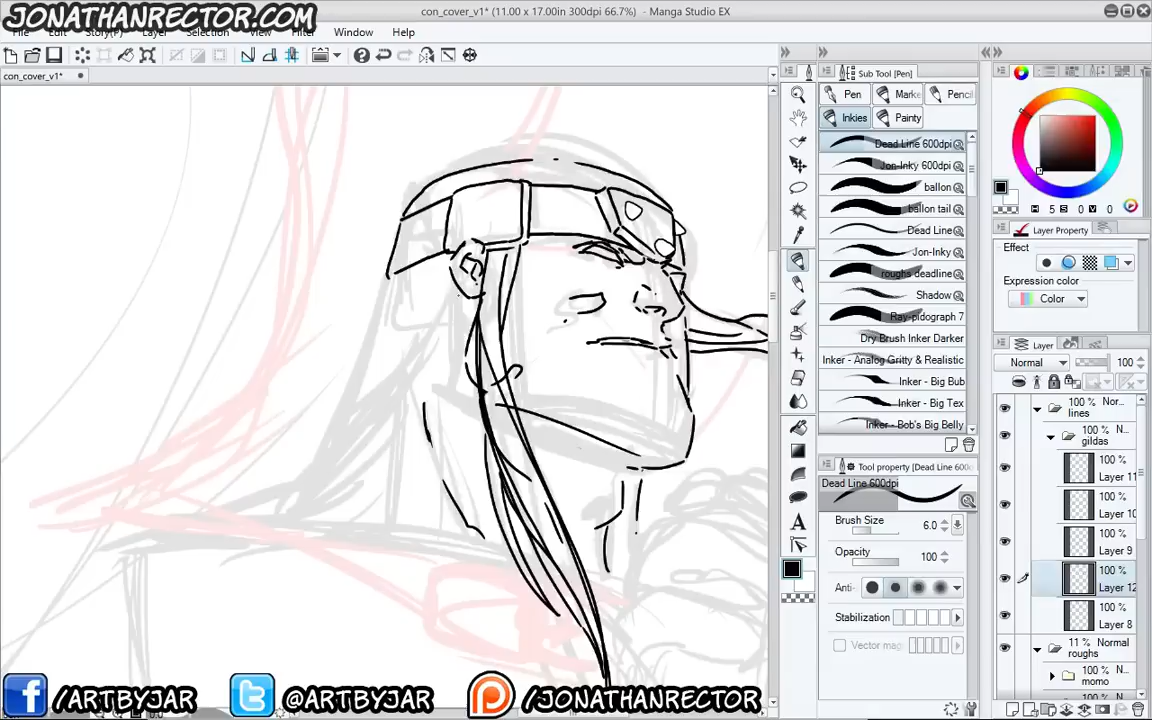 JONATHANRECTOR.COM
con_cover_v1* (11.00 x 17.00in 300dpi 66.7%) - Manga Studio EX
File Edit Story(P) Layer Selection View Filter Window Help
con_cover_v1*
Sub Tool [Pen]
Pen
Marke
Pencil
Inkies
Painty
Dead Line 600dpi
Jon-Inky 600dpi
ballon
ballon tail
Dead Line
Jon-Inky
roughs deadline
Shadow
Ray-pidograph 7
Dry Brush Inker Darker
Inker - Analog Gritty & Realistic
Inker - Big Bub
Inker - Big Tex
Inker - Bob's Big Belly
Tool property [Dead Line 600d
Dead Line 600dpi
Brush Size 6.0
Opacity 100
Anti-
Stabilization
Vector mag
H 5 S 0 V 0
Layer Property
Effect
Expression color
Color
Layer
Normal 100
100 % Nor
lines
100 % N...
gildas
100 %
Layer 11
100 %
Layer 10
100 %
Layer 9
100 %
Layer 12
100 %
Layer 8
11 % Normal
roughs
100 %
momo
100 % N
/ARTBYJAR
@ARTBYJAR
/JONATHANRECTOR